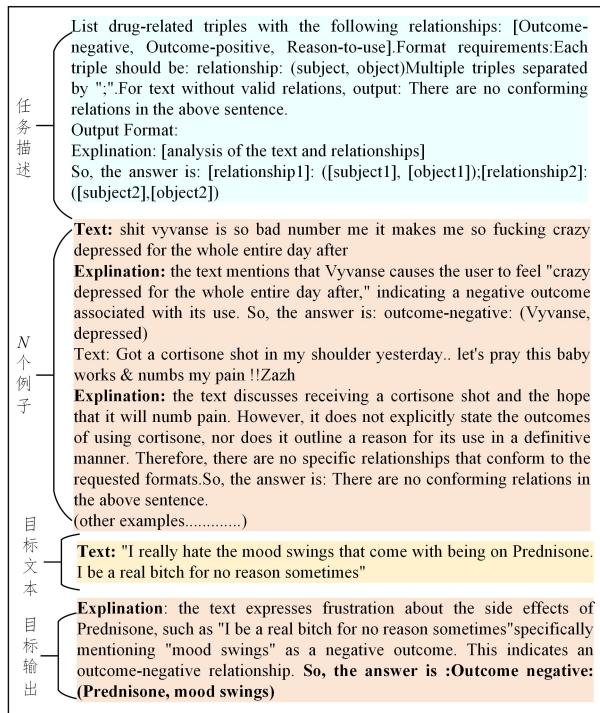 任务描述
List drug-related triples with the following relationships: [Outcome-
negative, Outcome-positive, Reason-to-use].Format requirements:Each
triple should be: relationship: (subject, object)Multiple triples separated
by ";".For text without valid relations, output: There are no conforming
relations in the above sentence.
Output Format:
Explination: [analysis of the text and relationships]
So, the answer is: [relationship1]: ([subject1], [object1]);[relationship2]:
([subject2],[object2])
N个例子
Text: shit vyvanse is so bad number me it makes me so fucking crazy
depressed for the whole entire day after
Explination: the text mentions that Vyvanse causes the user to feel "crazy
depressed for the whole entire day after," indicating a negative outcome
associated with its use. So, the answer is: outcome-negative: (Vyvanse,
depressed)
Text: Got a cortisone shot in my shoulder yesterday.. let's pray this baby
works & numbs my pain !!Zazh
Explination: the text discusses receiving a cortisone shot and the hope
that it will numb pain. However, it does not explicitly state the outcomes
of using cortisone, nor does it outline a reason for its use in a definitive
manner. Therefore, there are no specific relationships that conform to the
requested formats.So, the answer is: There are no conforming relations in
the above sentence.
(other examples.............)
目标文本
Text: "I really hate the mood swings that come with being on Prednisone.
I be a real bitch for no reason sometimes"
目标输出
Explination: the text expresses frustration about the side effects of
Prednisone, such as "I be a real bitch for no reason sometimes"specifically
mentioning "mood swings" as a negative outcome. This indicates an
outcome-negative relationship. So, the answer is :Outcome negative:
(Prednisone, mood swings)